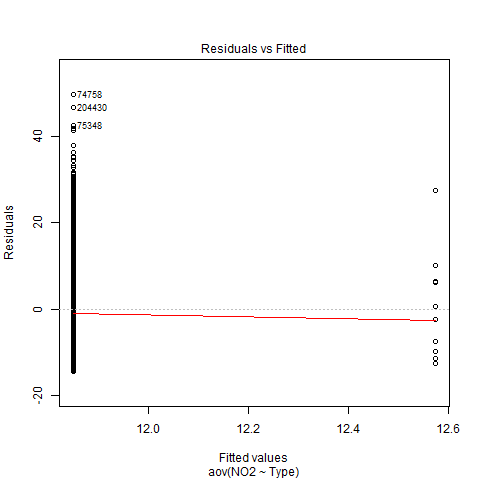 Residuals vs Fitted
74758
204430
75348
40
20
0
-20
Residuals
12.0 12.2 12.4 12.6
Fitted values
aov(NO2 ~ Type)